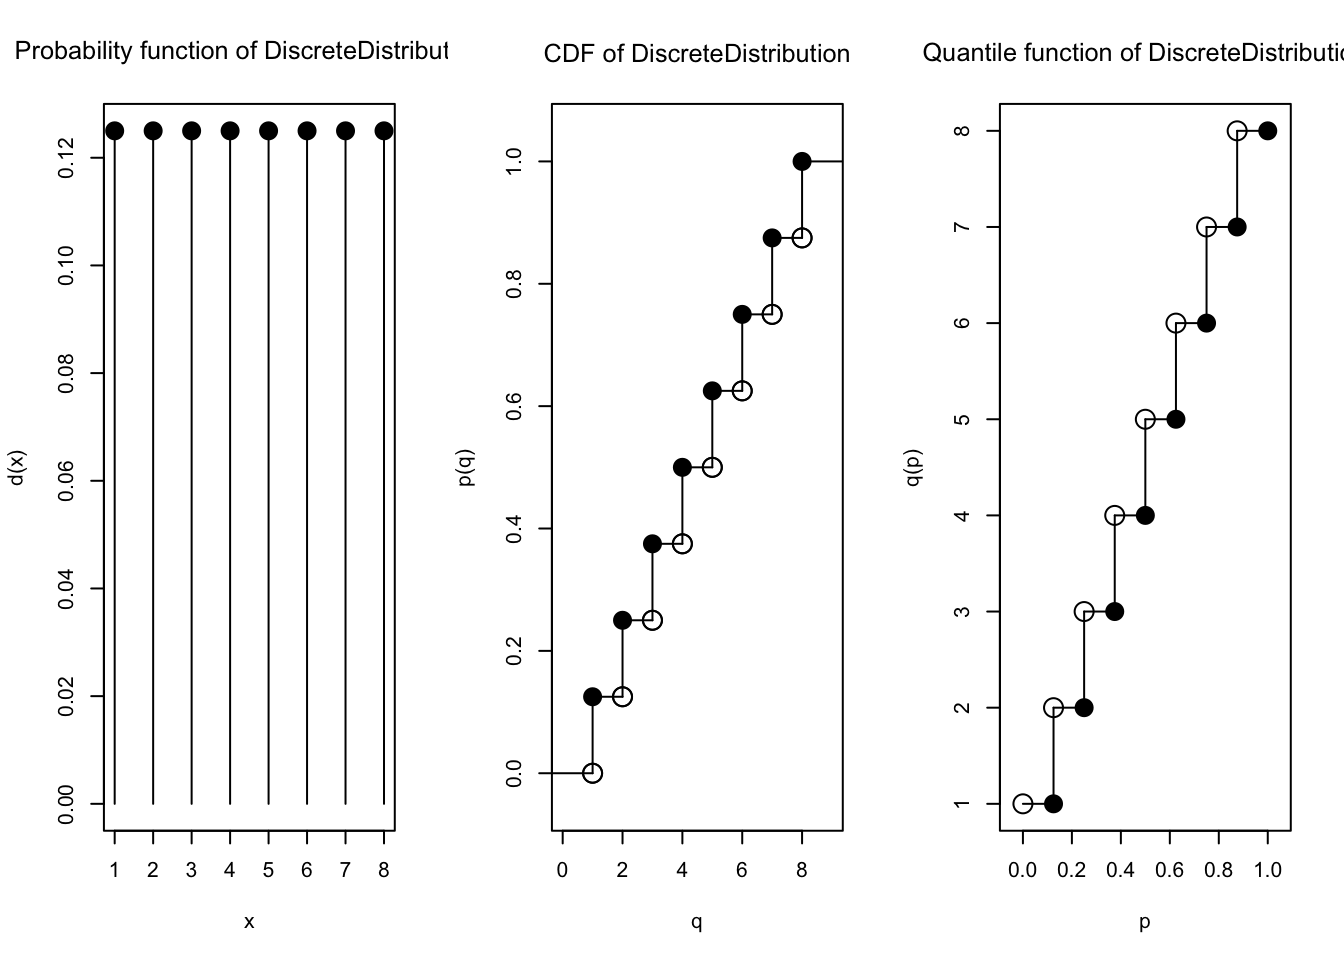 Probability function of DiscreteDistribut
d(x)
0.12
0.10
0.08
0.06
0.04
0.02
0.00
1 2 3 4 5 6 7 8
x
CDF of DiscreteDistribution
p(q)
1.0
0.8
0.6
0.4
0.2
0.0
0 2 4 6 8
q
Quantile function of DiscreteDistributio
q(p)
8
7
6
5
4
3
2
1
0.0 0.2 0.4 0.6 0.8 1.0
p